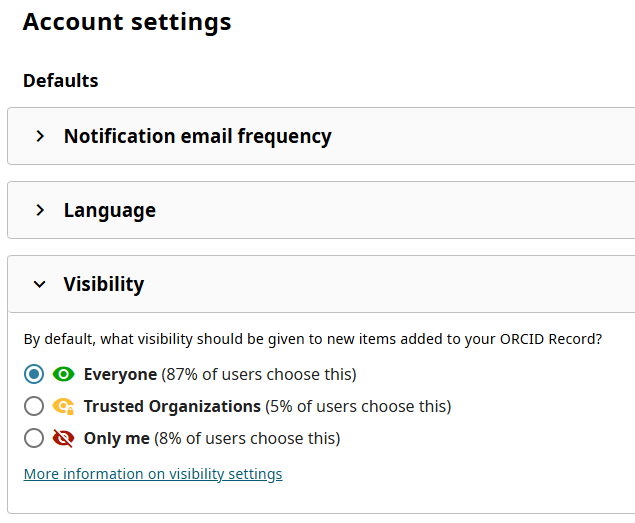 Account settings
Defaults
Notification email frequency
Language
Visibility
By default, what visibility should be given to new items added to your ORCID Record?
Everyone (87% of users choose this)
Trusted Organizations (5% of users choose this)
Only me (8% of users choose this)
More information on visibility settings